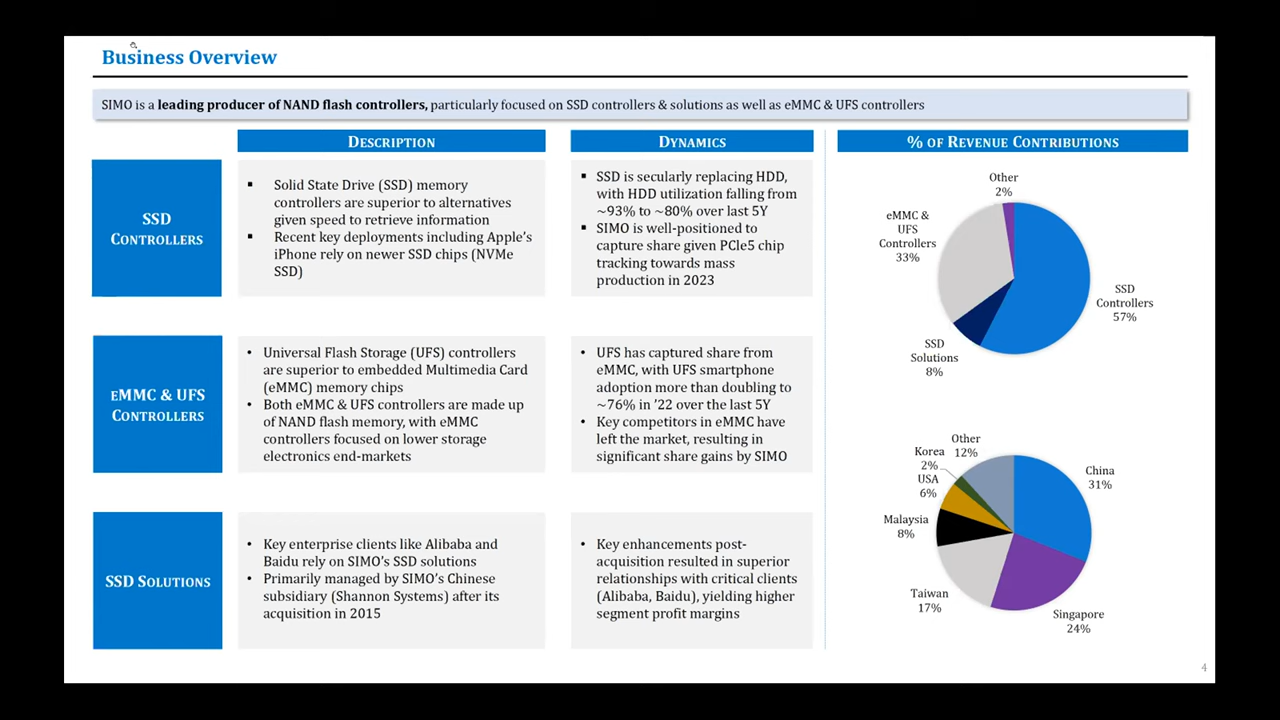 Business Overview
SIMO is a leading producer of NAND flash controllers, particularly focused on SSD controllers & solutions as well as eMMC & UFS controllers
DESCRIPTION
DYNAMICS
% OF REVENUE CONTRIBUTIONS
SSD
CONTROLLERS
▪ Solid State Drive (SSD) memory
controllers are superior to alternatives
given speed to retrieve information
▪ Recent key deployments including Apple’s
iPhone rely on newer SSD chips (NVMe
SSD)
▪ SSD is secularly replacing HDD,
with HDD utilization falling from
~93% to ~80% over last 5Y
▪ SIMO is well-positioned to
capture share given PCIe5 chip
tracking towards mass
production in 2023
eMMC & UFS
CONTROLLERS
• Universal Flash Storage (UFS) controllers
are superior to embedded Multimedia Card
(eMMC) memory chips
• Both eMMC & UFS controllers are made up
of NAND flash memory, with eMMC
controllers focused on lower storage
electronics end-markets
• UFS has captured share from
eMMC, with UFS smartphone
adoption more than doubling to
~76% in ’22 over the last 5Y
• Key competitors in eMMC have
left the market, resulting in
significant share gains by SIMO
SSD SOLUTIONS
• Key enterprise clients like Alibaba and
Baidu rely on SIMO’s SSD solutions
• Primarily managed by SIMO’s Chinese
subsidiary (Shannon Systems) after its
acquisition in 2015
• Key enhancements post-
acquisition resulted in superior
relationships with critical clients
(Alibaba, Baidu), yielding higher
segment profit margins
Other
2%
eMMC &
UFS
Controllers
33%
SSD
Controllers
57%
SSD
Solutions
8%
Other
12%
Korea
2%
USA
6%
China
31%
Malaysia
8%
Taiwan
17%
Singapore
24%
4